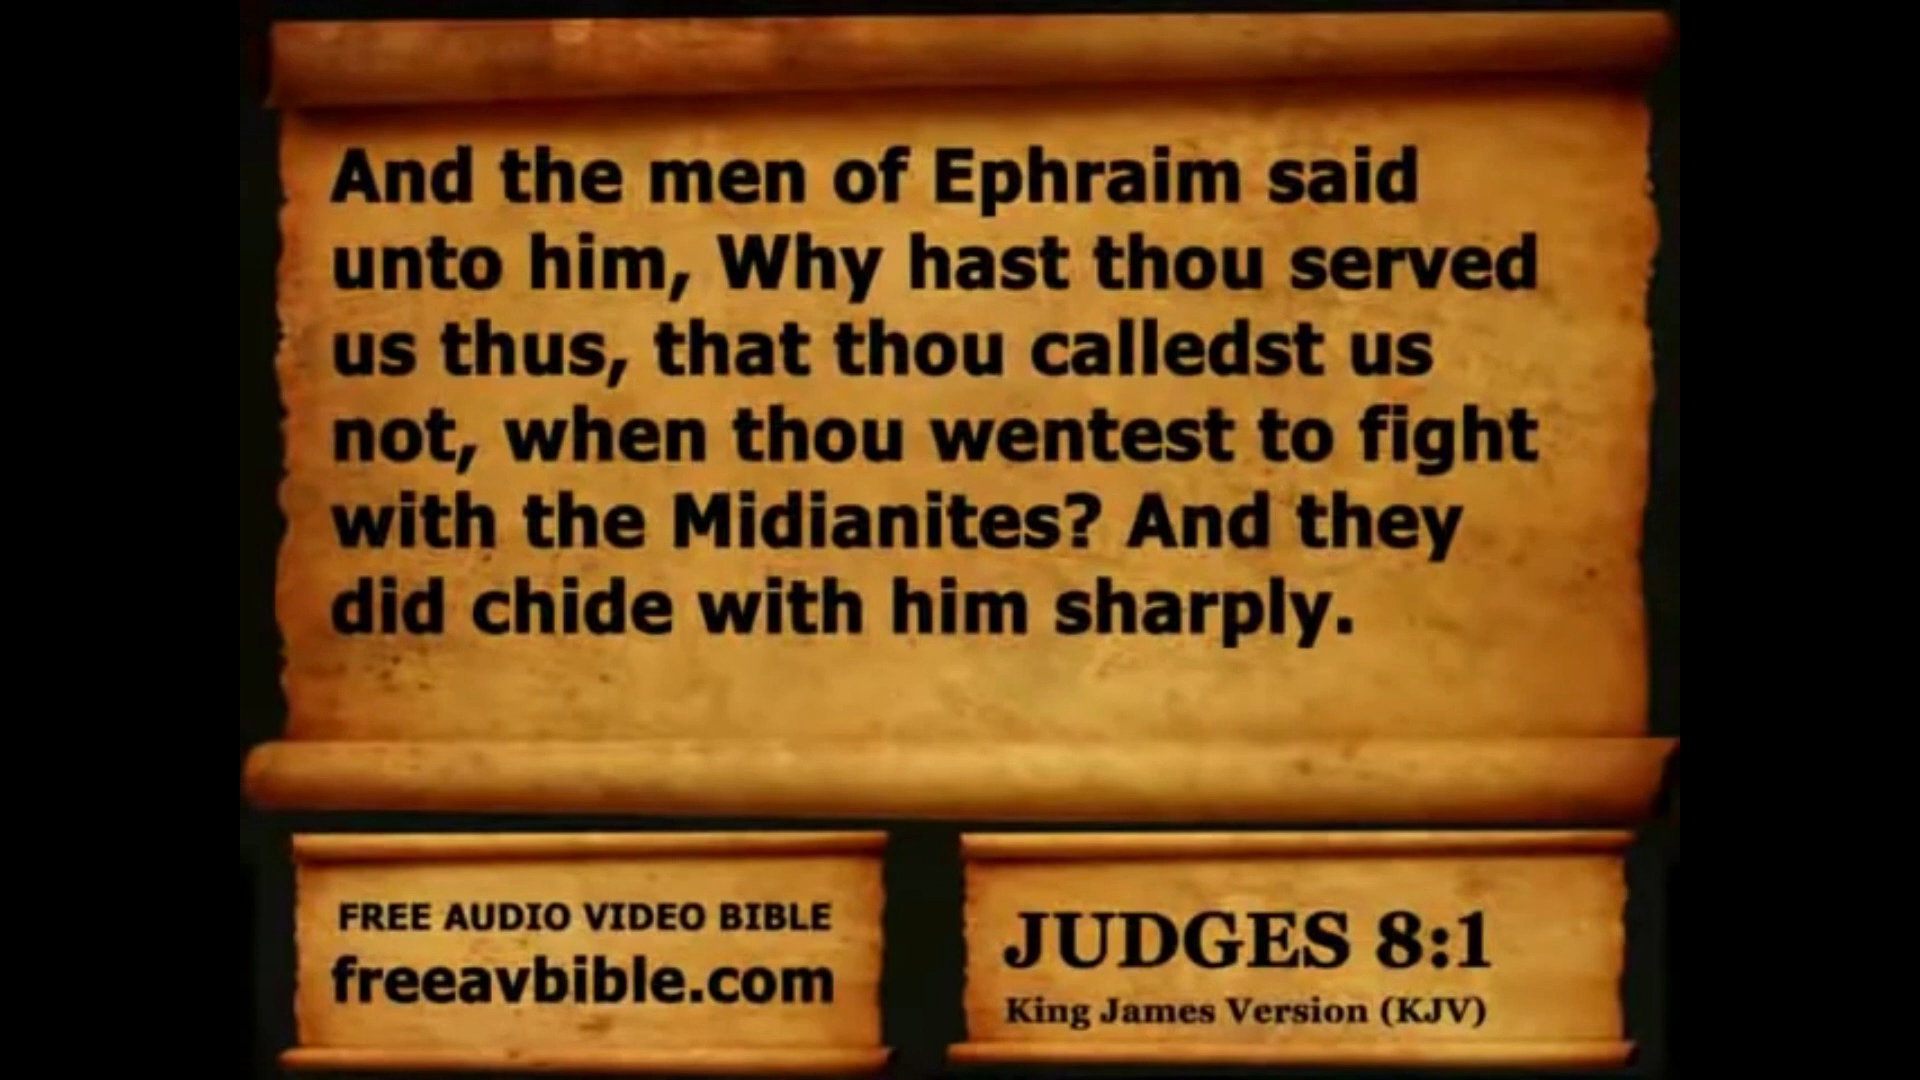 And the men of Ephraim said
unto him, Why hast thou served
us thus, that thou calledst us
not, when thou wentest to fight
with the Midianites? And they
did chide with him sharply.
FREE AUDIO VIDEO BIBLE
freeavbible.com
JUDGES 8:1
King James Version (KJV)